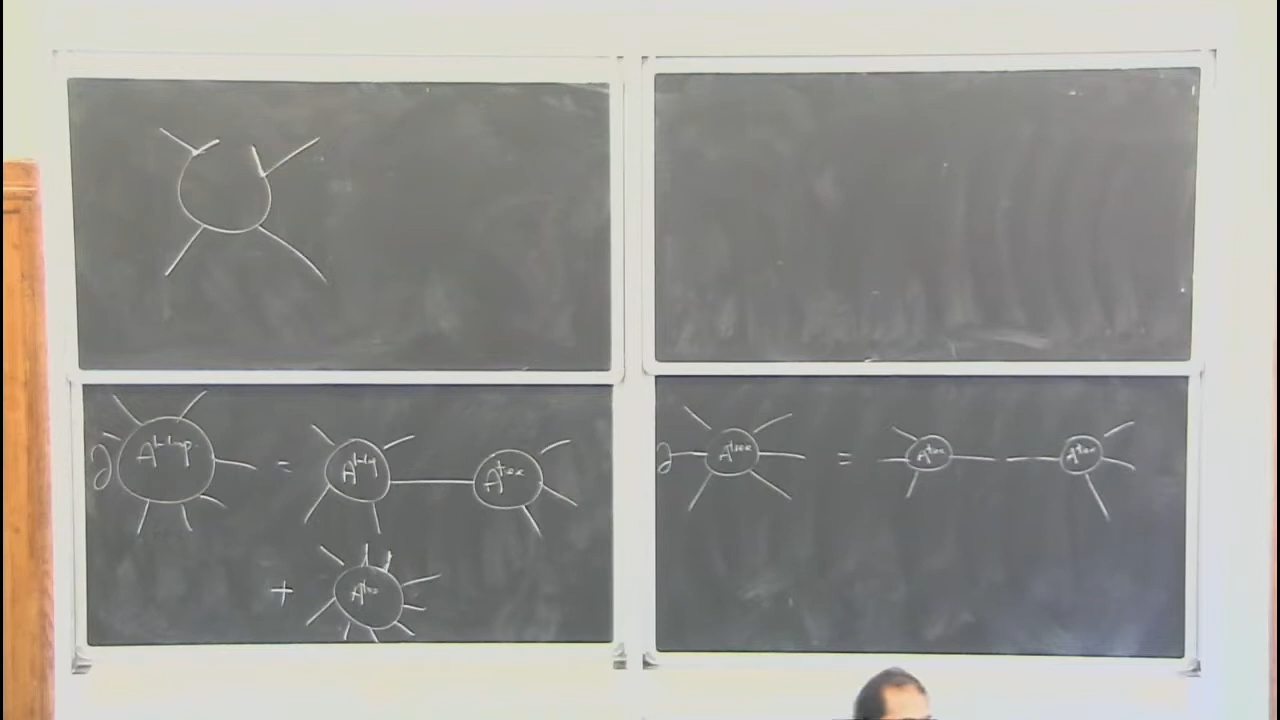 ∂ A^{1-loop} = A^{1-loop} A^{tree}
+ A^{tree}
∂ A^{tree} = A^{tree} A^{tree}